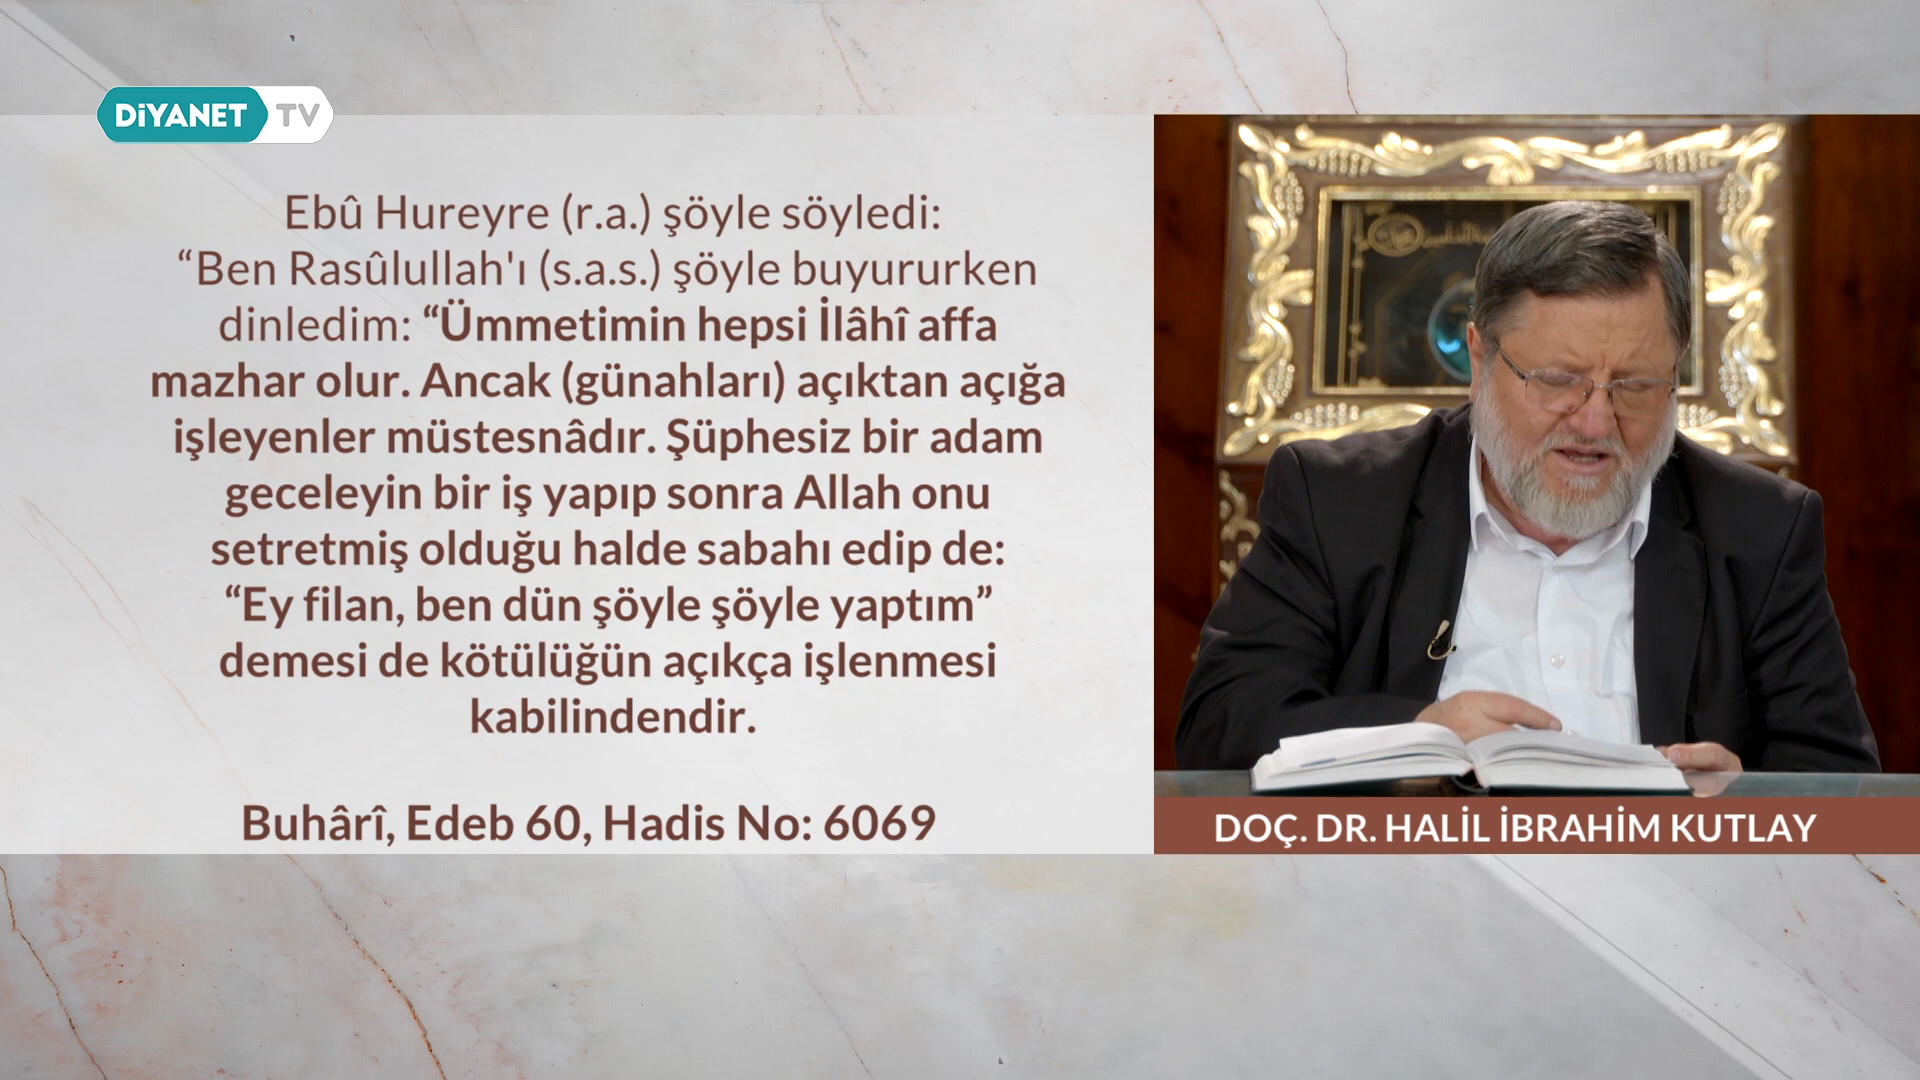 DiYANET TV
Ebû Hureyre (r.a.) şöyle söyledi:
“Ben Rasûlullah'ı (s.a.s.) şöyle buyururken
dinledim: “Ümmetimin hepsi İlâhî affa
mazhar olur. Ancak (günahları) açıktan açığa
işleyenler müstesnâdır. Şüphesiz bir adam
geceleyin bir iş yapıp sonra Allah onu
setretmiş olduğu halde sabahı edip de:
“Ey filan, ben dün şöyle şöyle yaptım”
demesi de kötülüğün açıkça işlenmesi
kabilindendir.
Buhârî, Edeb 60, Hadis No: 6069
DOÇ. DR. HALİL İBRAHİM KUTLAY